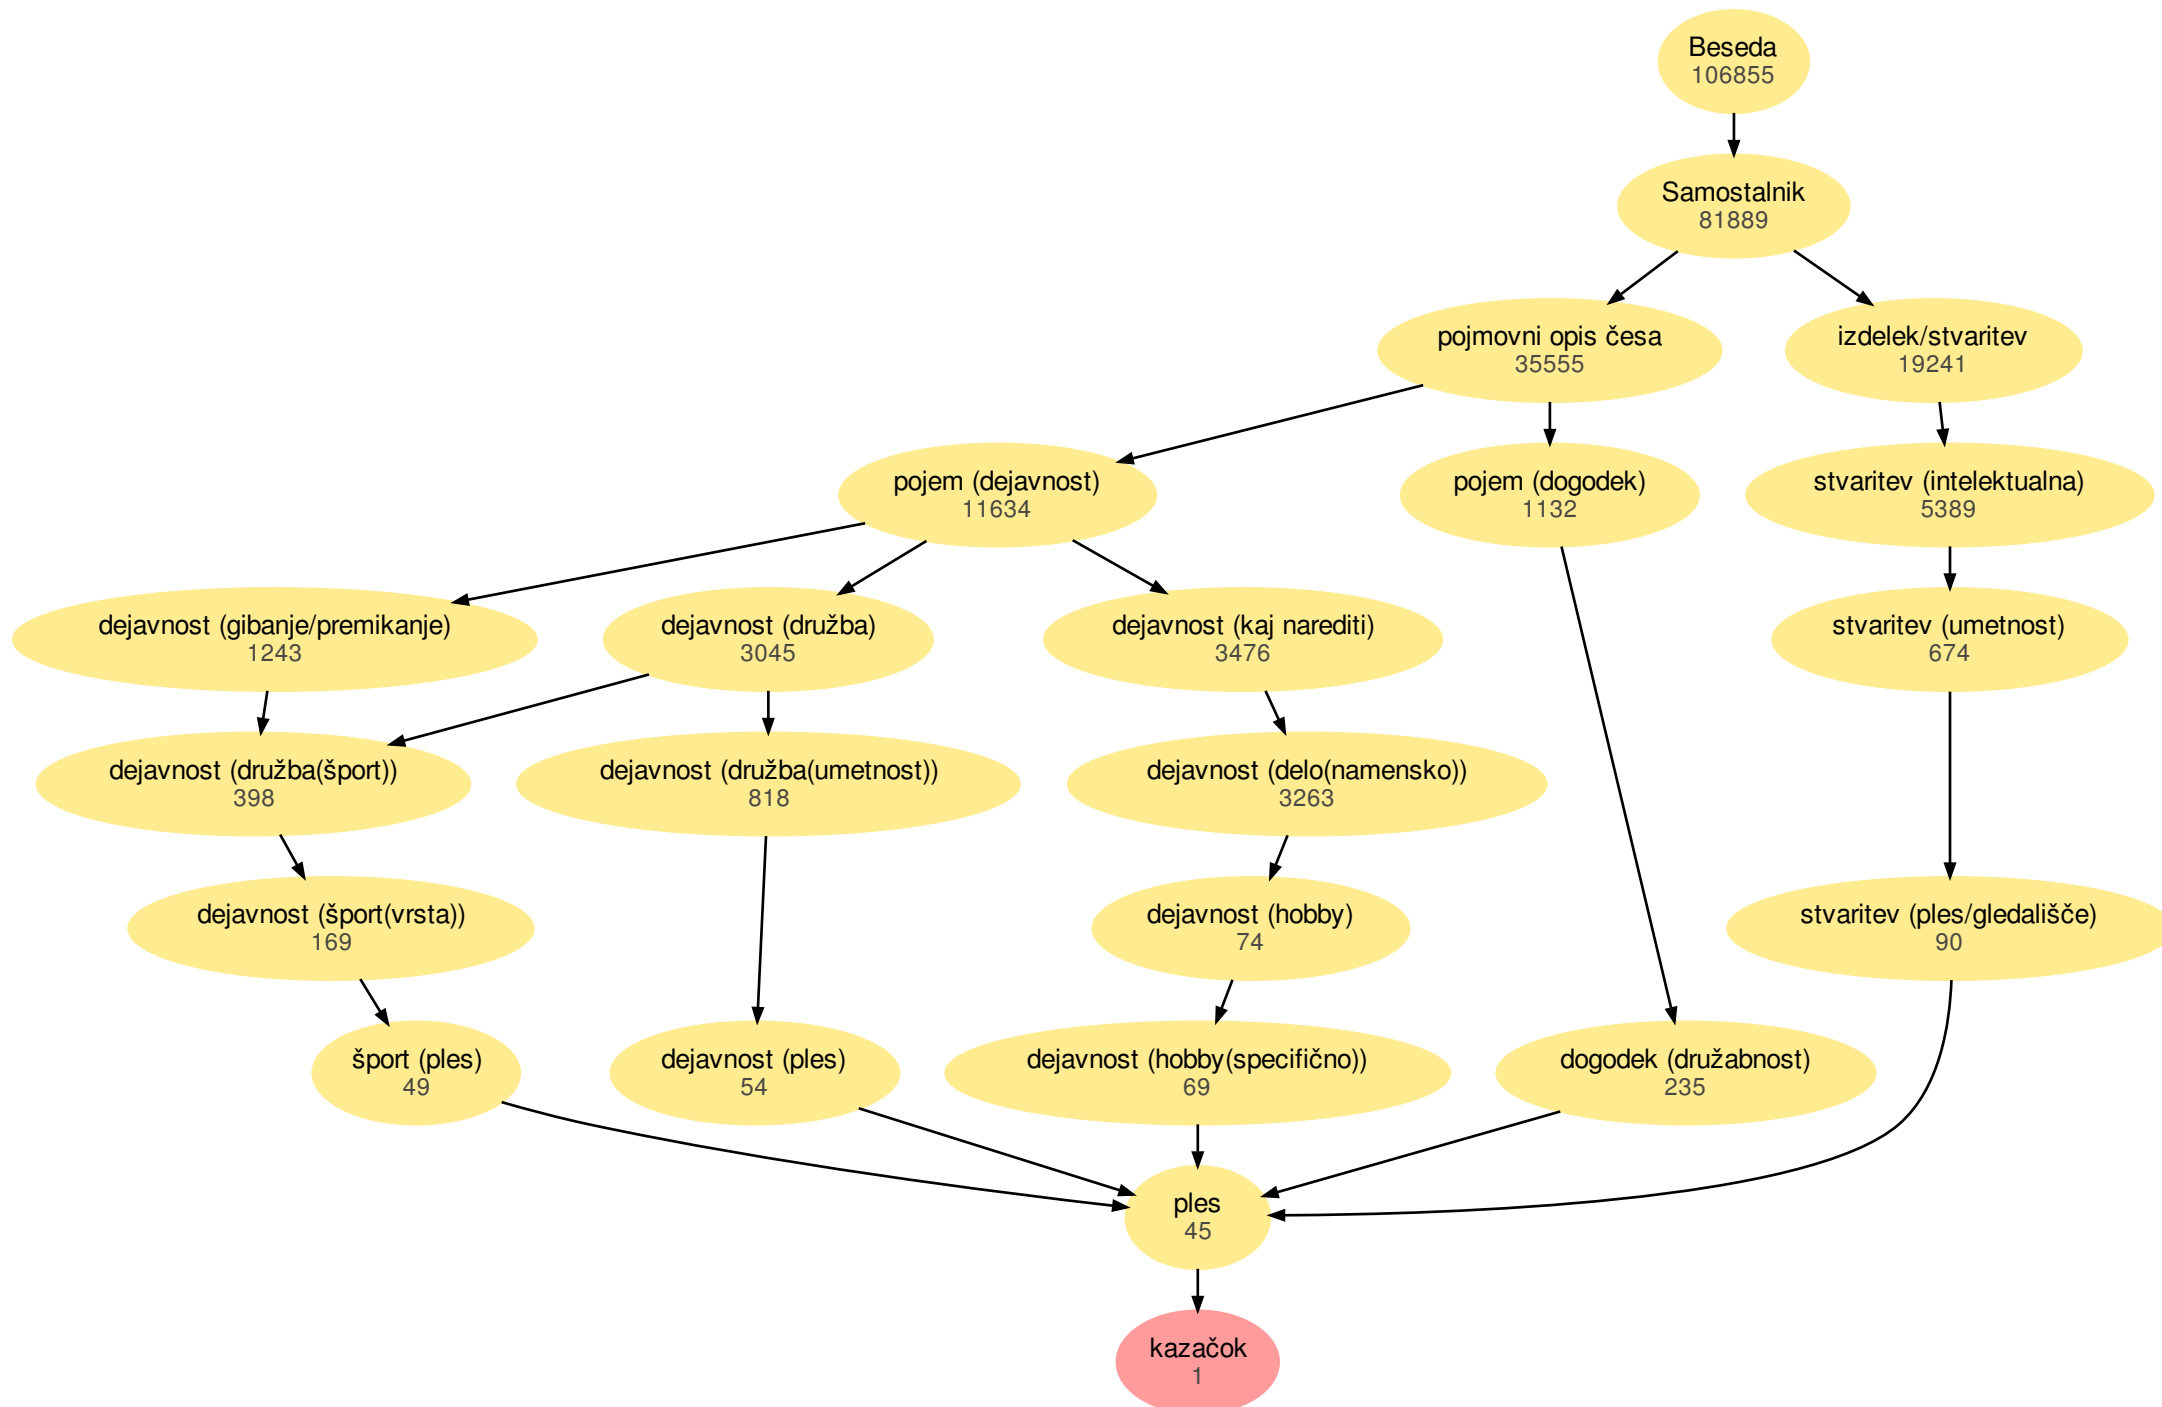 Beseda
106855
Samostalnik
81889
pojmovni opis česa
35555
izdelek/stvaritev
19241
pojem (dejavnost)
11634
pojem (dogodek)
1132
stvaritev (intelektualna)
5389
dejavnost (gibanje/premikanje)
1243
dejavnost (družba)
3045
dejavnost (kaj narediti)
3476
stvaritev (umetnost)
674
dejavnost (družba(šport))
398
dejavnost (družba(umetnost))
818
dejavnost (delo(namensko))
3263
dejavnost (šport(vrsta))
169
dejavnost (hobby)
74
stvaritev (ples/gledališče)
90
šport (ples)
49
dejavnost (ples)
54
dejavnost (hobby(specifično))
69
dogodek (družabnost)
235
ples
45
kazačok
1